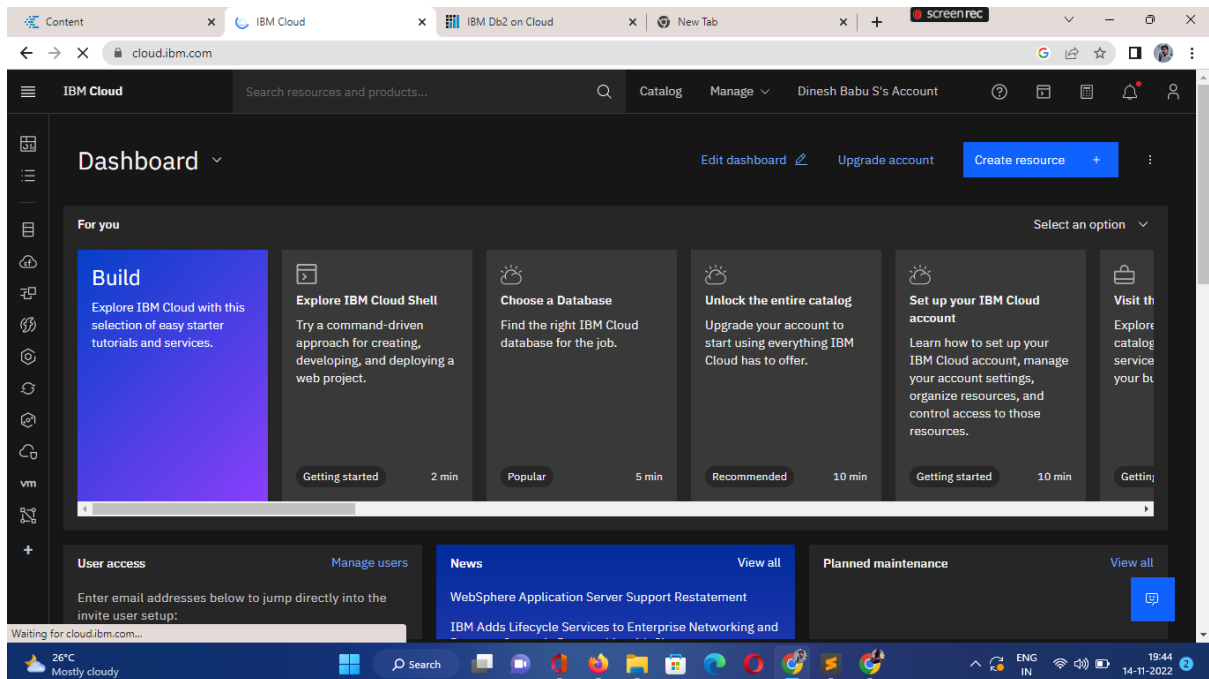 Content
IBM Cloud
IBM Db2 on Cloud
New Tab
screenrec
cloud.ibm.com
IBM Cloud
Search resources and products...
Catalog
Manage
Dinesh Babu S's Account
Dashboard
Edit dashboard
Upgrade account
Create resource +
For you
Select an option
Build
Explore IBM Cloud with this
selection of easy starter
tutorials and services.
Explore IBM Cloud Shell
Try a command-driven
approach for creating,
developing, and deploying a
web project.
Getting started
2 min
Choose a Database
Find the right IBM Cloud
database for the job.
Popular
5 min
Unlock the entire catalog
Upgrade your account to
start using everything IBM
Cloud has to offer.
Recommended
10 min
Set up your IBM Cloud
account
Learn how to set up your
IBM Cloud account, manage
your account settings,
organize resources, and
control access to those
resources.
Getting started
10 min
Visit th
Explore
catalog
service
your bu
Getting
vm
User access
Manage users
Enter email addresses below to jump directly into the
invite user setup:
News
View all
WebSphere Application Server Support Restatement
IBM Adds Lifecycle Services to Enterprise Networking and
Planned maintenance
View all
Waiting for cloud.ibm.com...
26°C
Mostly cloudy
Search
ENG
IN
19:44
14-11-2022
2